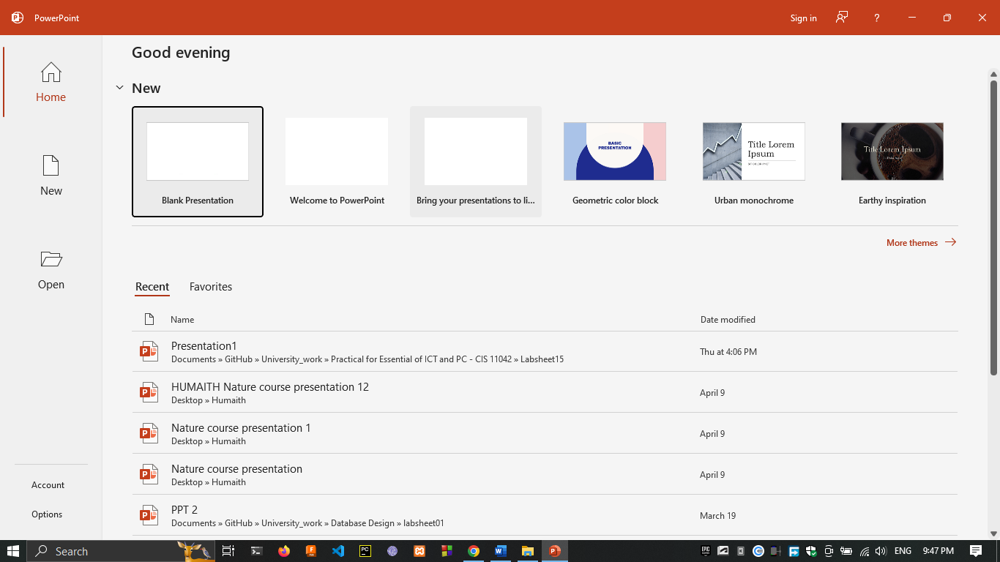 PowerPoint
Sign in
?
Good evening
New
Home
New
Open
Account
Options
Blank Presentation
Welcome to PowerPoint
Bring your presentations to li...
BASIC
PRESENTATION
Geometric color block
Title Lorem
Ipsum
Urban monochrome
Title Lorem Ipsum
Earthy inspiration
More themes
Recent Favorites
Name Date modified
Presentation1
Documents » GitHub » University_work » Practical for Essential of ICT and PC - CIS 11042 » Labsheet15
Thu at 4:06 PM
HUMAITH Nature course presentation 12
Desktop » Humaith
April 9
Nature course presentation 1
Desktop » Humaith
April 9
Nature course presentation
Desktop » Humaith
April 9
PPT 2
Documents » GitHub » University_work » Database Design » labsheet01
March 19
Search
ENG
9:47 PM